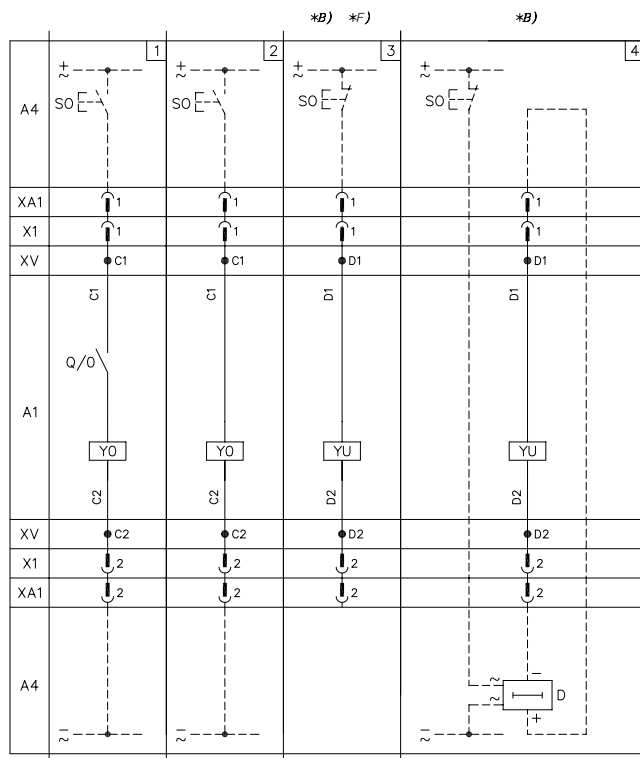 *B) *F) *B)
1 2 3 4
+ + + +
~ ~ ~ ~
A4 SO SO SO SO
XA1 1 1 1 1
X1 1 1 1 1
XV C1 C1 D1 D1
C1 C1 D1 D1
Q/0
A1
YO YO YU YU
C2 C2 D2 D2
XV C2 C2 D2 D2
X1 2 2 2 2
XA1 2 2 2 2
A4
~ −
~ D
+
− − −
~ ~ ~